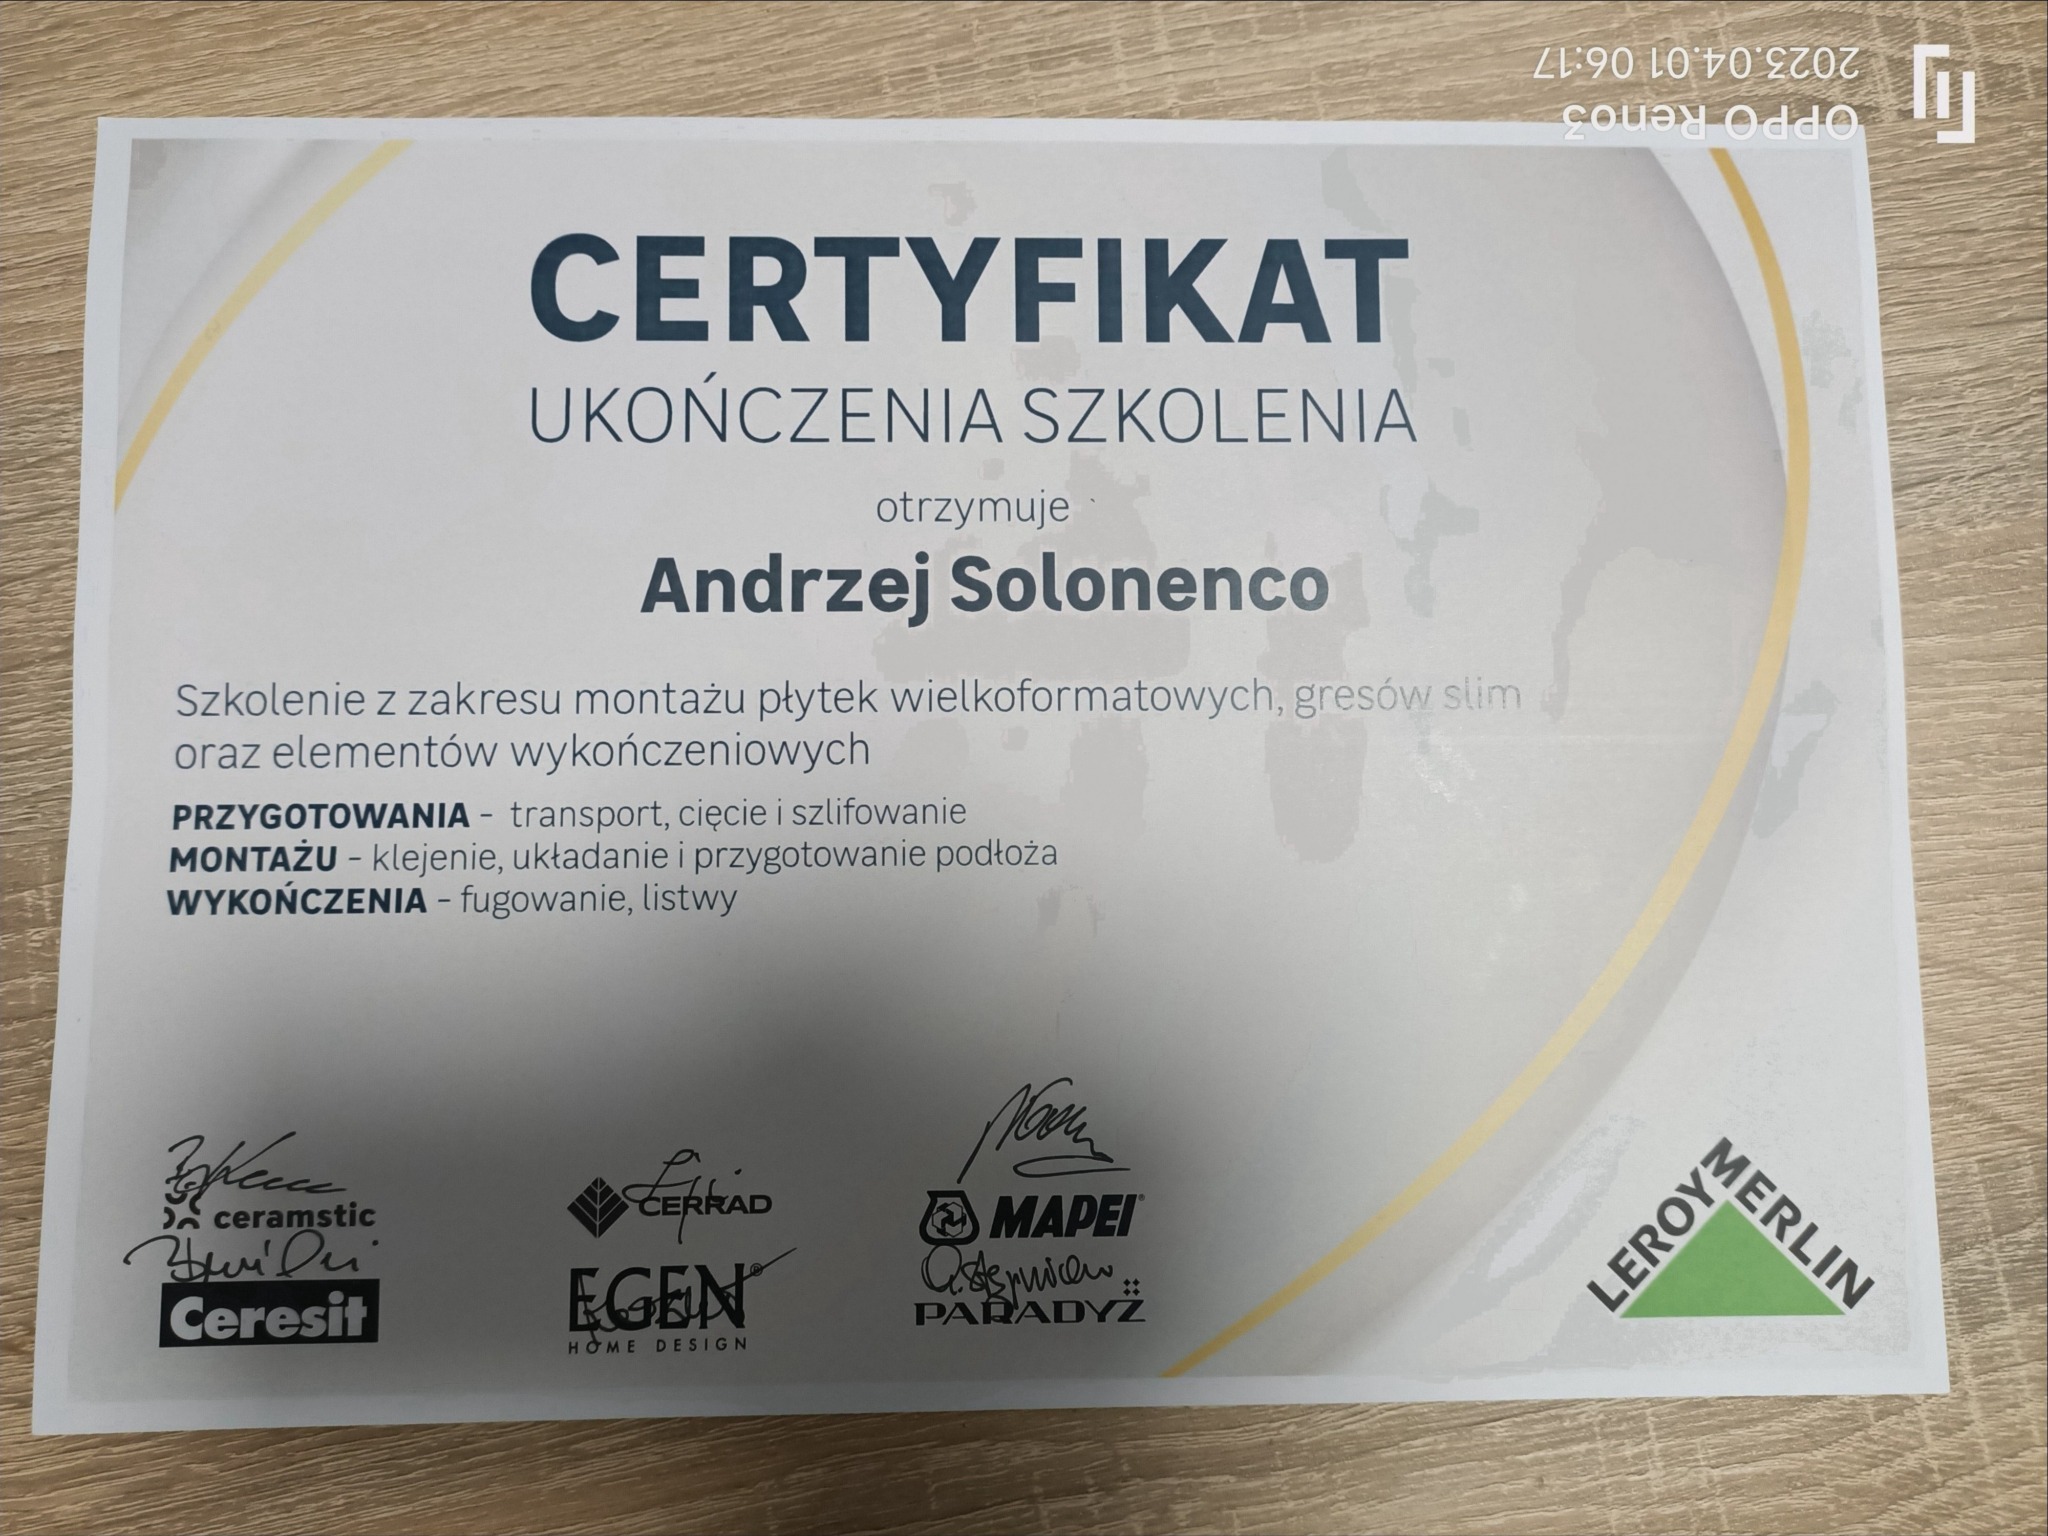 2023.04.01 06:17
OPPO Reno3
CERTYFIKAT
UKOŃCZENIA SZKOLENIA
otrzymuje
Andrzej Solonenco
Szkolenie z zakresu montażu płytek wielkoformatowych, gresów slim
oraz elementów wykończeniowych
PRZYGOTOWANIA - transport, cięcie i szlifowanie
MONTAŻU - klejenie, układanie i przygotowanie podłoża
WYKOŃCZENIA - fugowanie, listwy
ceramstic
CERRAD
MAPEI®
Ceresit
EGEN®
HOME DESIGN
PARADYŻ
LEROY MERLIN